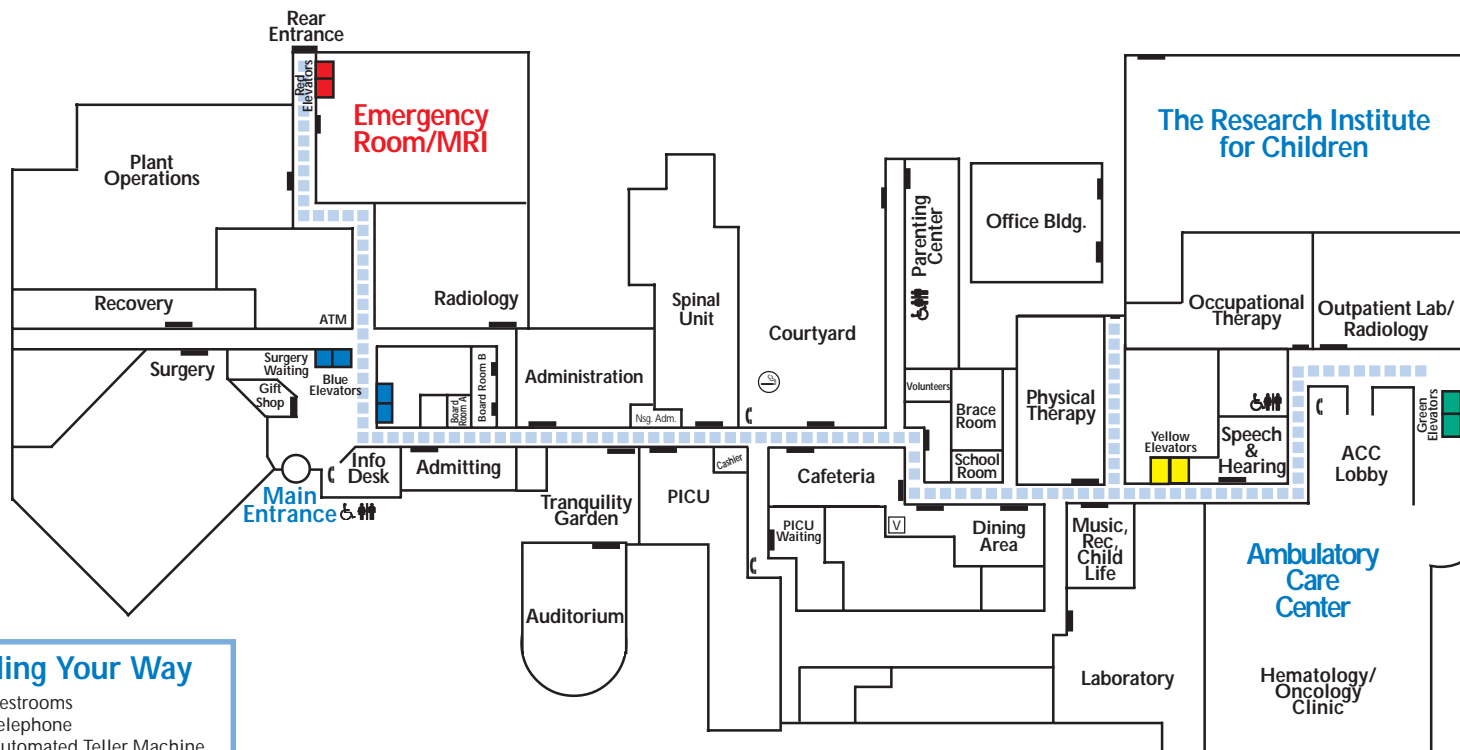 Rear
Entrance
Red
Elevators
Emergency
Room/MRI
Plant
Operations
The Research Institute
for Children
Parenting
Center
Office Bldg.
Recovery
Radiology
Spinal
Unit
Courtyard
Occupational
Therapy
Outpatient Lab/
Radiology
ATM
Surgery
Surgery
Waiting
Blue
Elevators
Gift
Shop
Board
Room A
Board Room B
Administration
Nsg. Adm.
Volunteers
Brace
Room
School
Room
Physical
Therapy
Yellow
Elevators
Speech
&
Hearing
ACC
Lobby
Green
Elevators
Info
Desk
Admitting
Main
Entrance
Tranquility
Garden
PICU
Cashier
Cafeteria
PICU
Waiting
V
Dining
Area
Music,
Rec,
Child
Life
Ambulatory
Care
Center
Auditorium
Laboratory
Hematology/
Oncology
Clinic
ling Your Way
estrooms
elephone
utomated Teller Machine